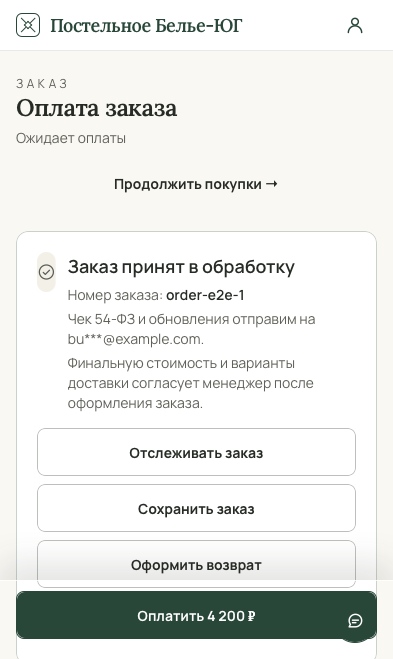 Постельное Белье-ЮГ
ЗАКАЗ
Оплата заказа
Ожидает оплаты
Продолжить покупки →
Заказ принят в обработку
Номер заказа: order-e2e-1
Чек 54-ФЗ и обновления отправим на
bu***@example.com.
Финальную стоимость и варианты
доставки согласует менеджер после
оформления заказа.
Отслеживать заказ
Сохранить заказ
Оформить возврат
Оплатить 4 200 ₽